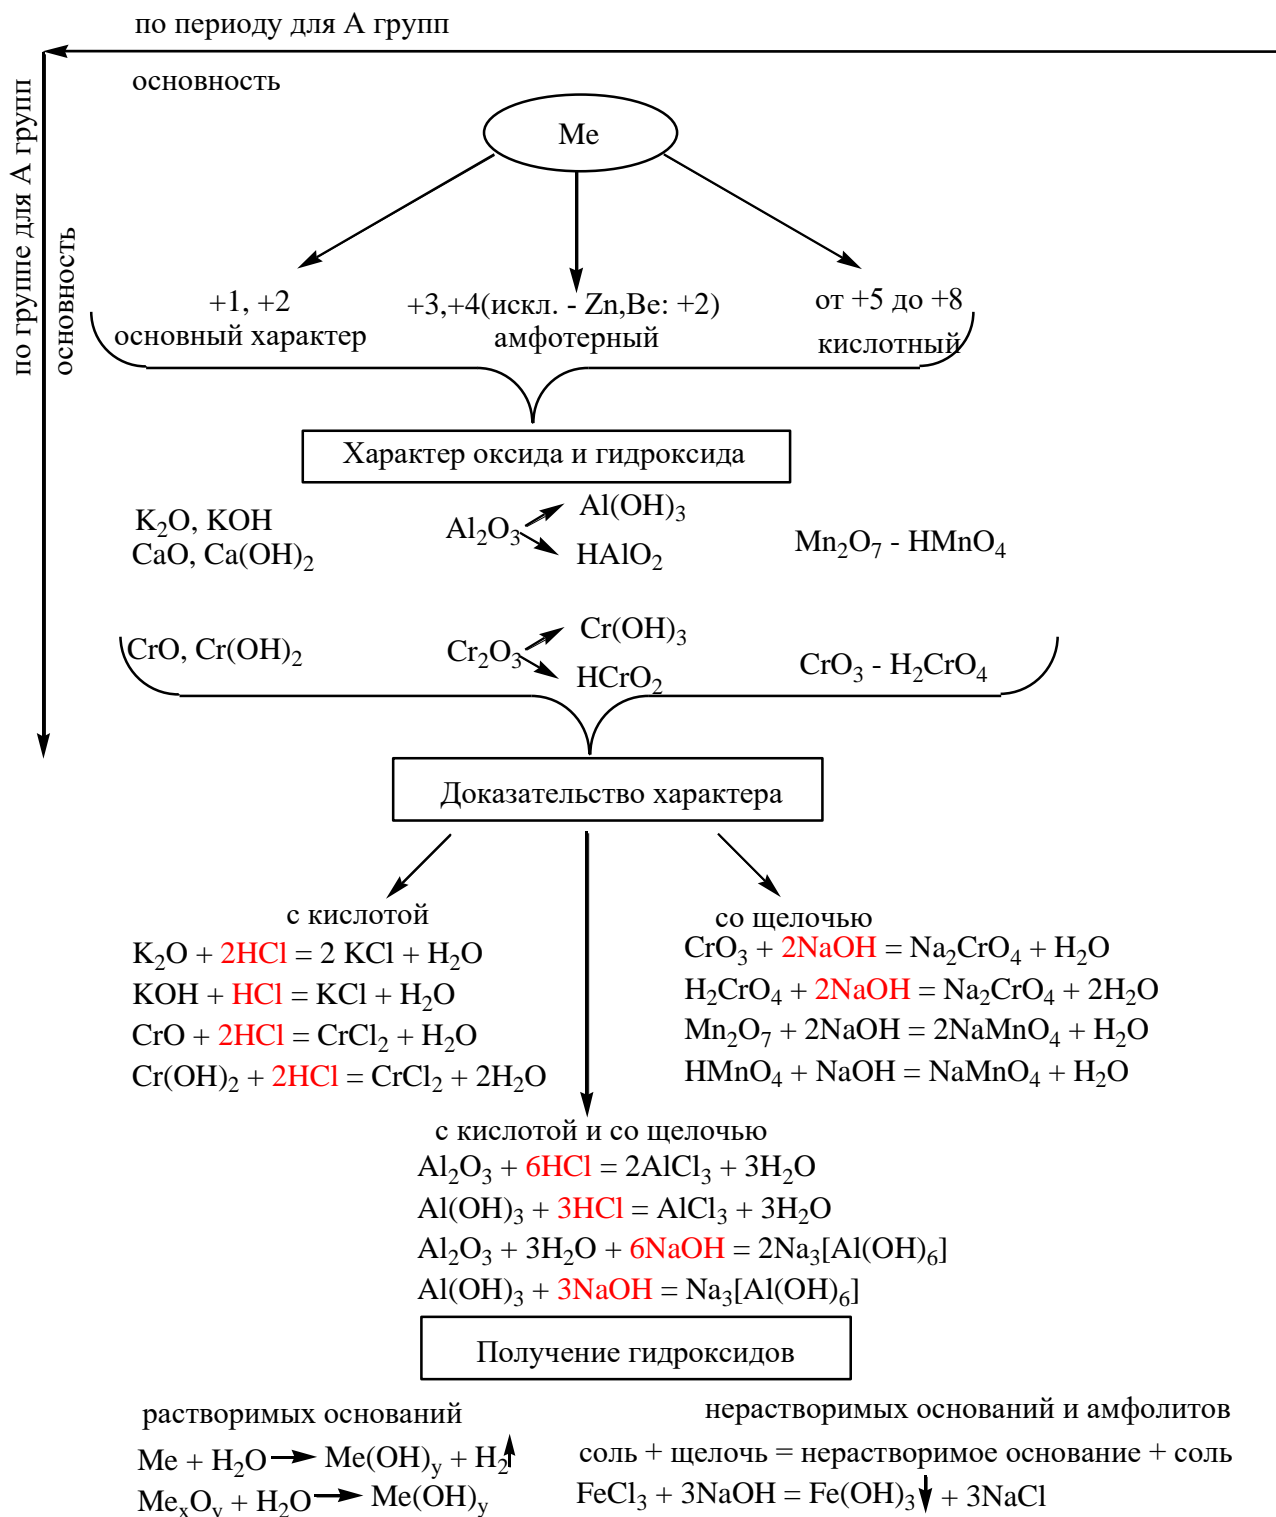 по периоду для А групп
основность
по группе для А групп
основность
Me
+1, +2
основный характер
+3,+4(искл. - Zn,Be: +2)
амфотерный
от +5 до +8
кислотный
Характер оксида и гидроксида
K₂O, KOH
CaO, Ca(OH)₂
Al₂O₃
Al(OH)₃
HAlO₂
Mn₂O₇ - HMnO₄
CrO, Cr(OH)₂
Cr₂O₃
Cr(OH)₃
HCrO₂
CrO₃ - H₂CrO₄
Доказательство характера
с кислотой
K₂O + 2HCl = 2 KCl + H₂O
KOH + HCl = KCl + H₂O
CrO + 2HCl = CrCl₂ + H₂O
Cr(OH)₂ + 2HCl = CrCl₂ + 2H₂O
со щелочью
CrO₃ + 2NaOH = Na₂CrO₄ + H₂O
H₂CrO₄ + 2NaOH = Na₂CrO₄ + 2H₂O
Mn₂O₇ + 2NaOH = 2NaMnO₄ + H₂O
HMnO₄ + NaOH = NaMnO₄ + H₂O
с кислотой и со щелочью
Al₂O₃ + 6HCl = 2AlCl₃ + 3H₂O
Al(OH)₃ + 3HCl = AlCl₃ + 3H₂O
Al₂O₃ + 3H₂O + 6NaOH = 2Na₃[Al(OH)₆]
Al(OH)₃ + 3NaOH = Na₃[Al(OH)₆]
Получение гидроксидов
растворимых оснований
Me + H₂O → Me(OH)y + H₂↑
MexOy + H₂O → Me(OH)y
нерастворимых оснований и амфолитов
соль + щелочь = нерастворимое основание + соль
FeCl₃ + 3NaOH = Fe(OH)₃↓ + 3NaCl